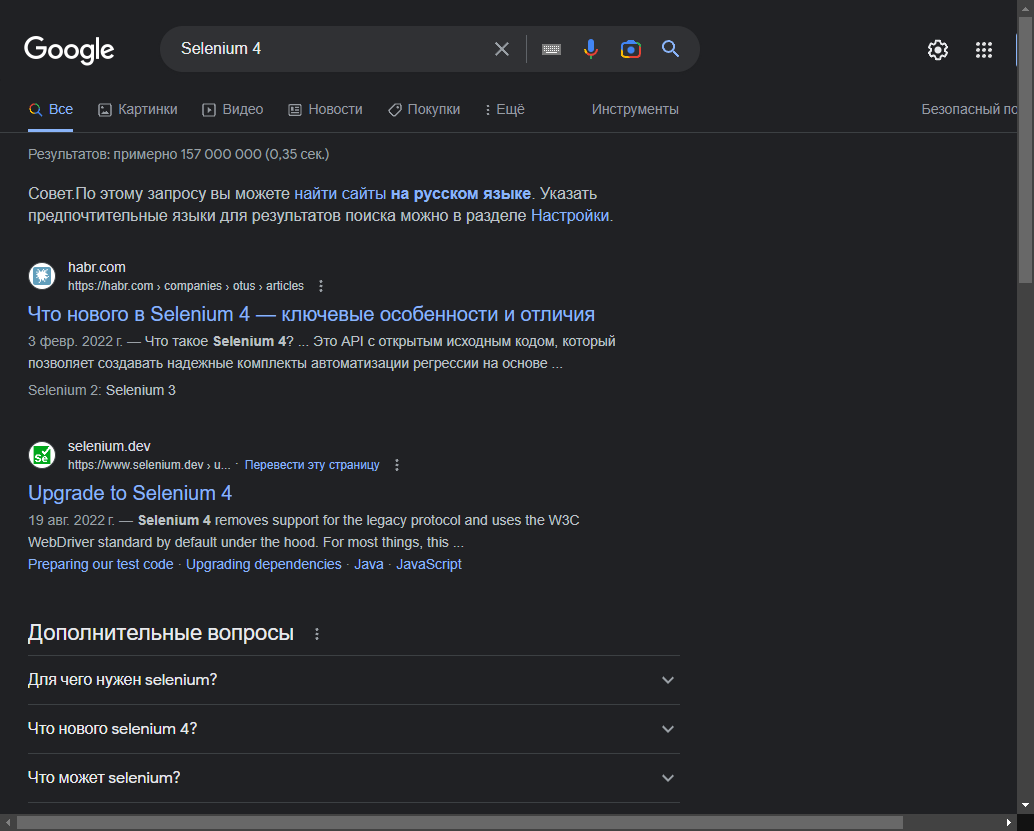 Google
Selenium 4
Все Картинки Видео Новости Покупки Ещё Инструменты Безопасный по
Результатов: примерно 157 000 000 (0,35 сек.)
Совет.По этому запросу вы можете найти сайты на русском языке. Указать
предпочтительные языки для результатов поиска можно в разделе Настройки.
habr.com
https://habr.com › companies › otus › articles
Что нового в Selenium 4 — ключевые особенности и отличия
3 февр. 2022 г. — Что такое Selenium 4? ... Это API с открытым исходным кодом, который
позволяет создавать надежные комплекты автоматизации регрессии на основе ...
Selenium 2: Selenium 3
Se
selenium.dev
https://www.selenium.dev › u... · Перевести эту страницу
Upgrade to Selenium 4
19 авг. 2022 г. — Selenium 4 removes support for the legacy protocol and uses the W3C
WebDriver standard by default under the hood. For most things, this ...
Preparing our test code · Upgrading dependencies · Java · JavaScript
Дополнительные вопросы
Для чего нужен selenium?
Что нового selenium 4?
Что может selenium?